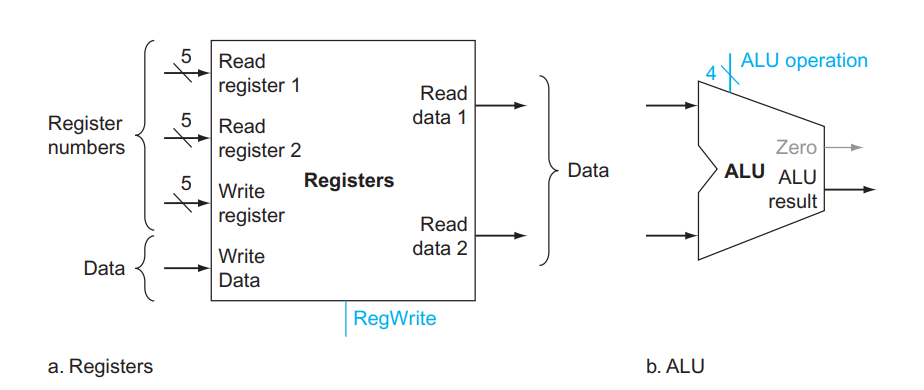 Register
numbers
Data
5
Read
register 1
5
Read
register 2
5
Write
register
Write
Data
Registers
Read
data 1
Read
data 2
RegWrite
Data
4
ALU operation
Zero
ALU
ALU
result
a. Registers
b. ALU